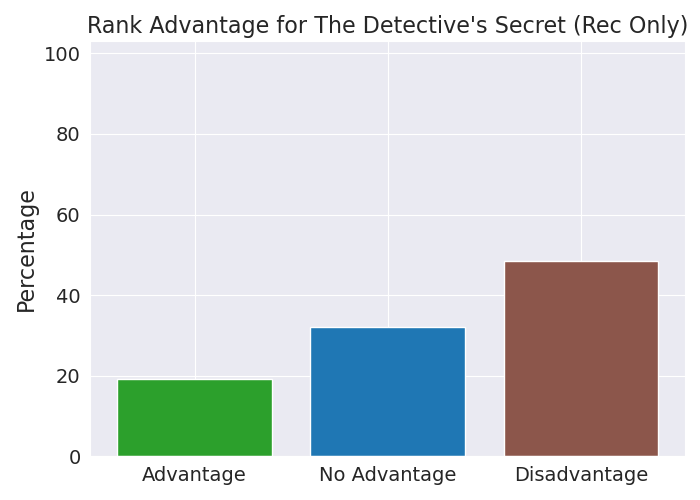 Rank Advantage for The Detective's Secret (Rec Only)
100
80
60
40
20
0
Percentage
Advantage
No Advantage
Disadvantage